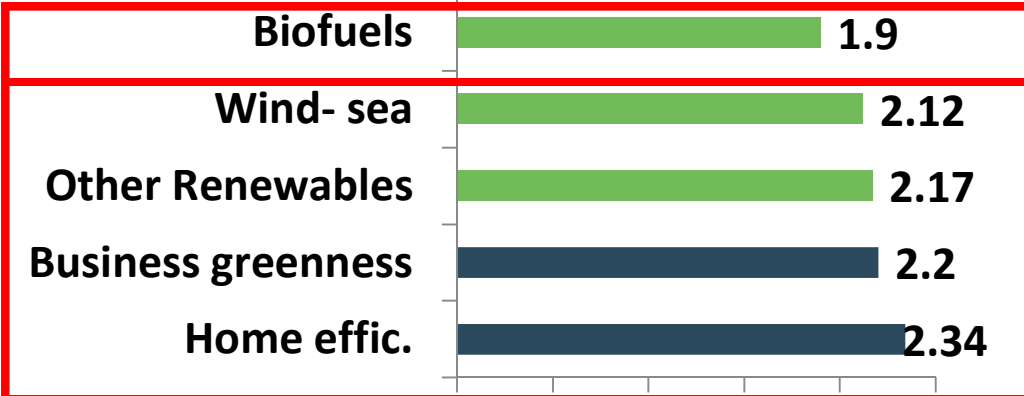 Biofuels 1.9
Wind- sea 2.12
Other Renewables 2.17
Business greenness 2.2
Home effic. 2.34